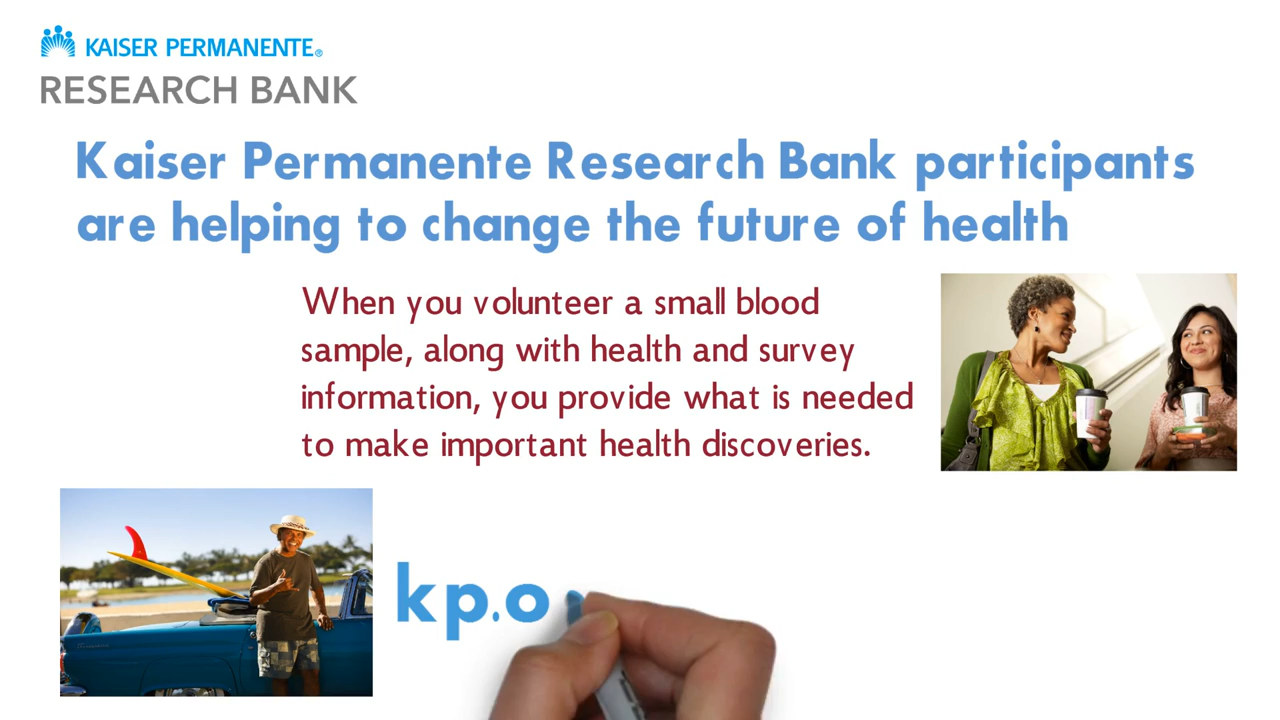 KAISER PERMANENTE®
RESEARCH BANK
Kaiser Permanente Research Bank participants
are helping to change the future of health
When you volunteer a small blood
sample, along with health and survey
information, you provide what is needed
to make important health discoveries.
kp.o